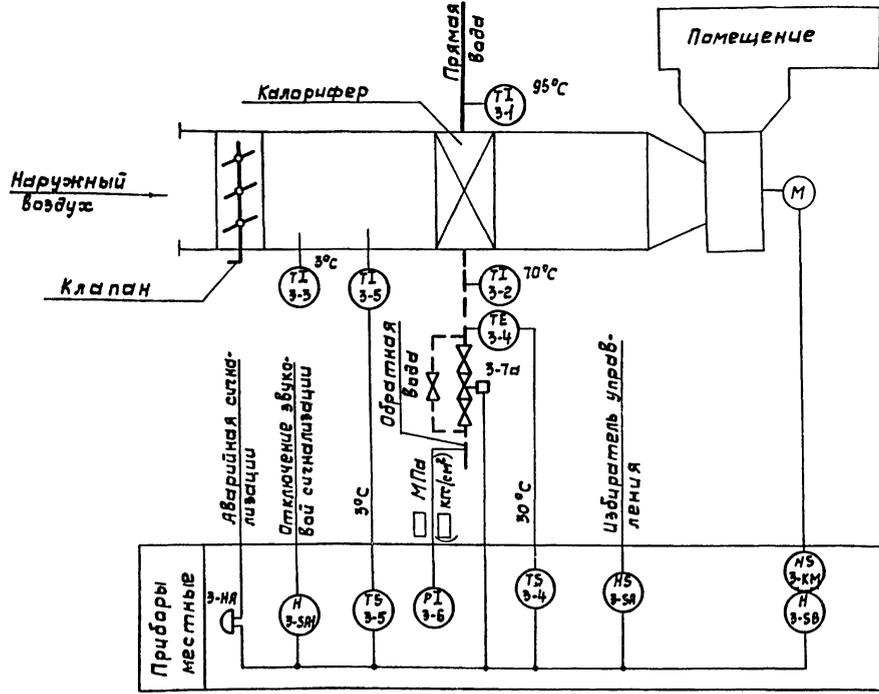 Помещение
Прямая
вода
Калорифер
TI
3-1
95°C
Наружный
воздух
M
Клапан
TI
3-3
3°C
TI
3-5
TI
3-2
70°C
TE
3-4
3-7а
Обратная
вода
Аварийная сигна-
лизации
Отключение звуко-
вой сигнализации
3°C
МПа
(кгс/см²)
30°C
Избиратель управ-
ления
Приборы
местные
3-НА
H
3-SA1
TS
3-5
PI
3-6
TS
3-4
HS
3-SA
NS
3-KM
H
3-SB